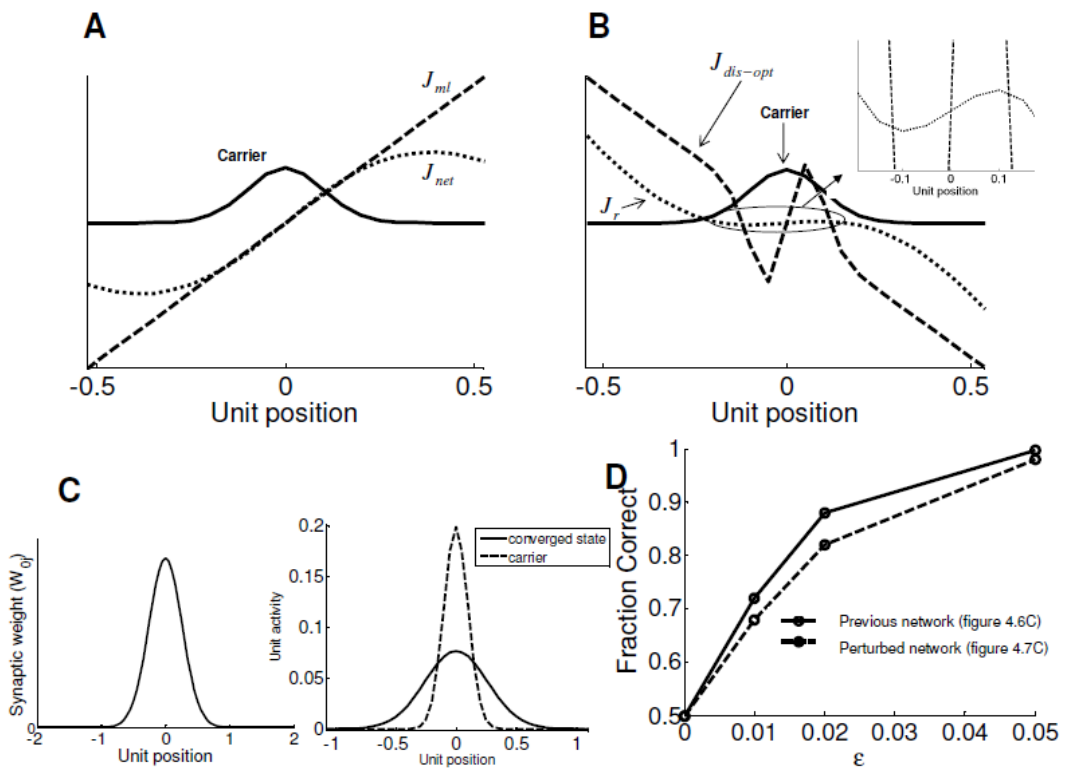 A
B
J_ml
Carrier
J_net
-0.5
0
0.5
Unit position
J_dis-opt
Carrier
J_r
-0.1
0
0.1
Unit position
-0.5
0
0.5
Unit position
C
Synaptic weight (W_0j)
0
-2
-1
0
1
2
Unit position
Unit activity
0.2
0.15
0.1
0.05
0
converged state
carrier
-1
-0.5
0
0.5
1
Unit position
D
Fraction Correct
1
0.9
0.8
0.7
0.6
0.5
Previous network (figure 4.6C)
Perturbed network (figure 4.7C)
0
0.01
0.02
0.03
0.04
0.05
ε